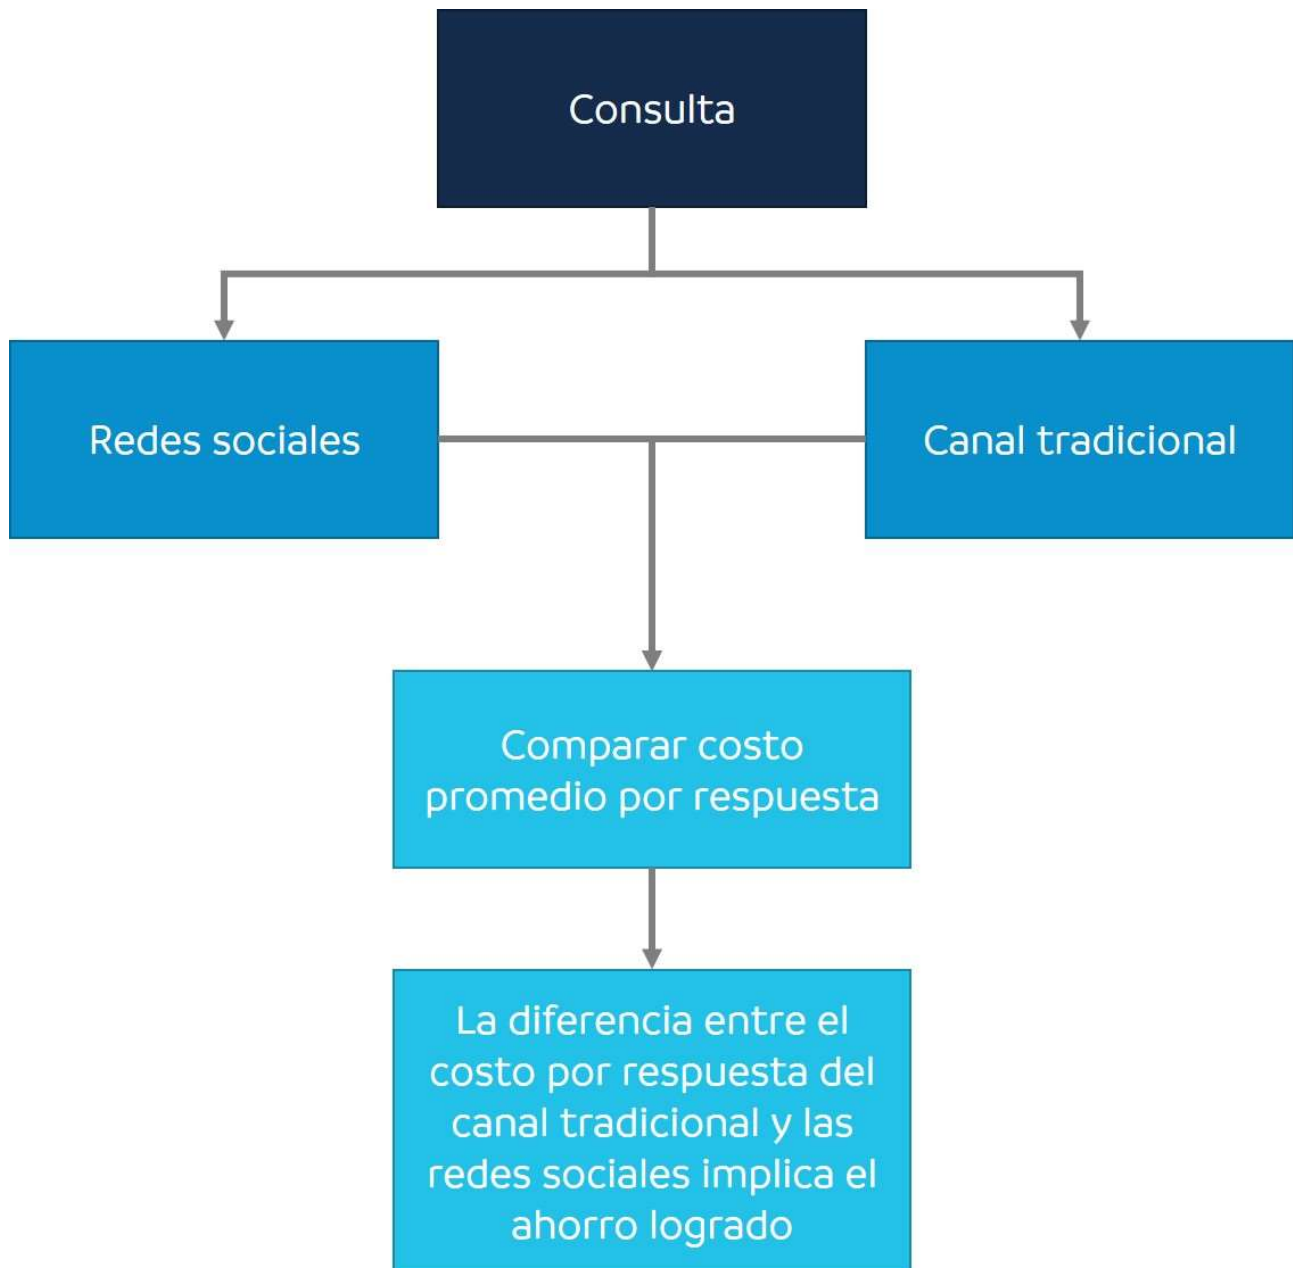 Consulta
Redes sociales
Canal tradicional
Comparar costo
promedio por respuesta
La diferencia entre el
costo por respuesta del
canal tradicional y las
redes sociales implica el
ahorro logrado